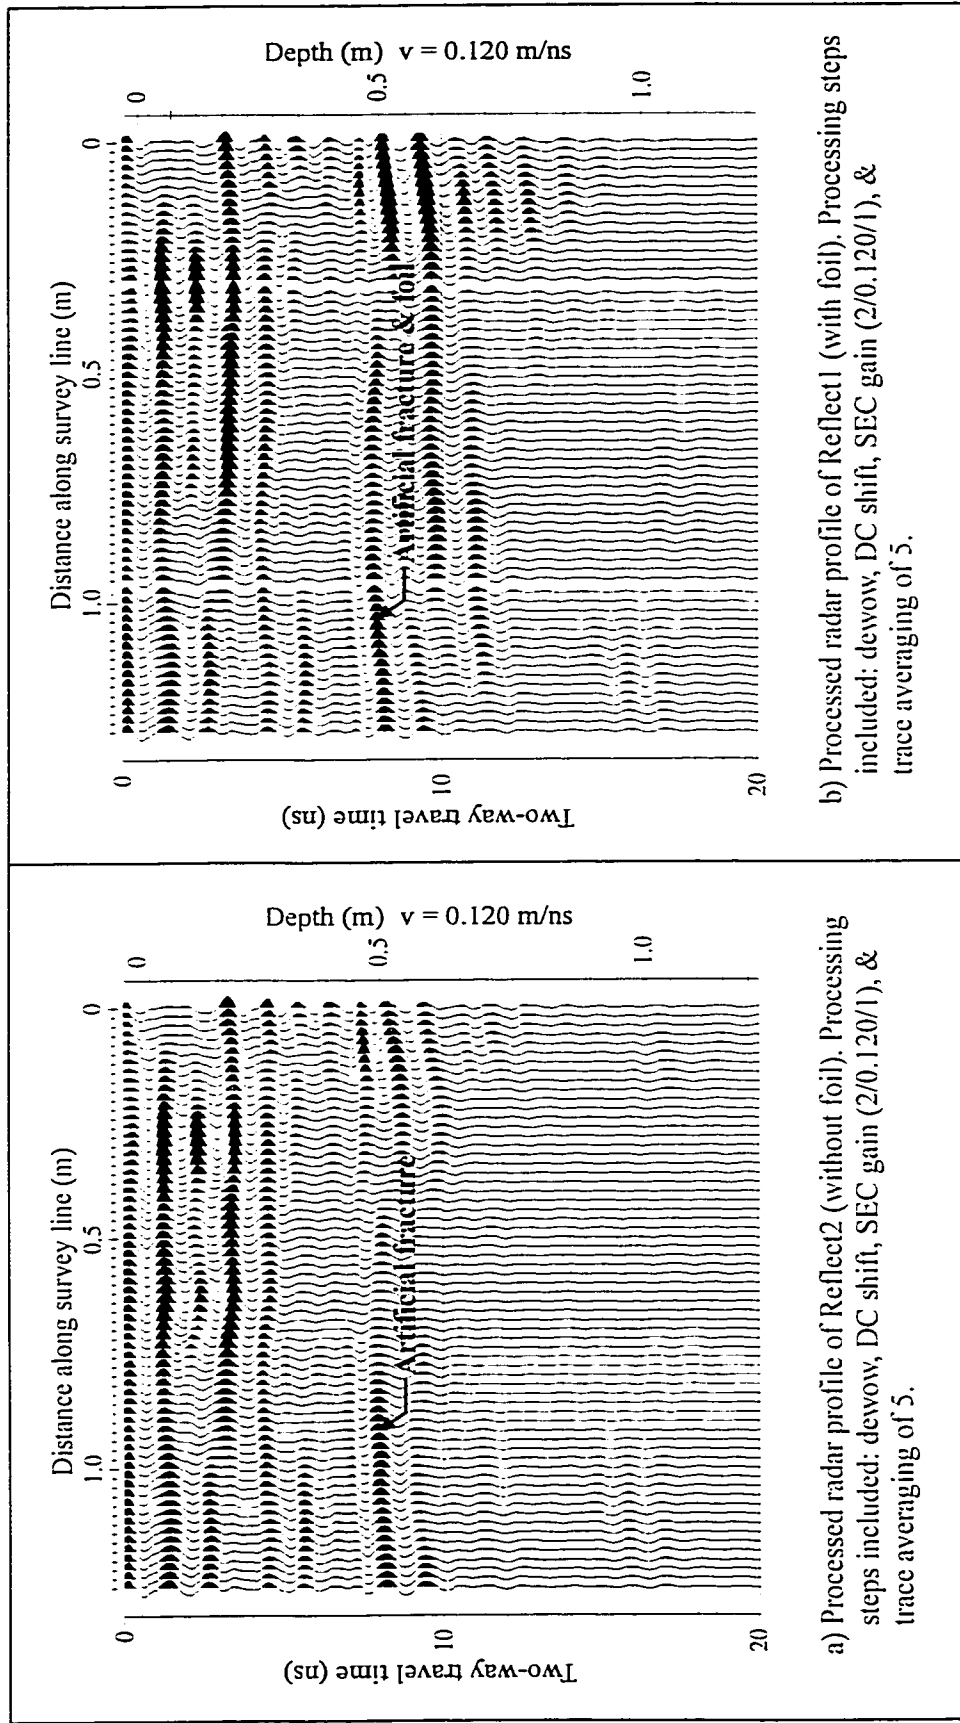 Distance along survey line (m)
1.0
0.5
0
0
10
20
Two-way travel time (ns)
Artificial fracture
0
0.5
1.0
Depth (m) v = 0.120 m/ns
a) Processed radar profile of Reflect2 (without foil). Processing
steps included: dewow, DC shift, SEC gain (2/0.120/1), &
trace averaging of 5.
Distance along survey line (m)
1.0
0.5
0
0
10
20
Two-way travel time (ns)
Artificial fracture & foil
0
0.5
1.0
Depth (m) v = 0.120 m/ns
b) Processed radar profile of Reflect1 (with foil). Processing steps
included: dewow, DC shift, SEC gain (2/0.120/1), &
trace averaging of 5.